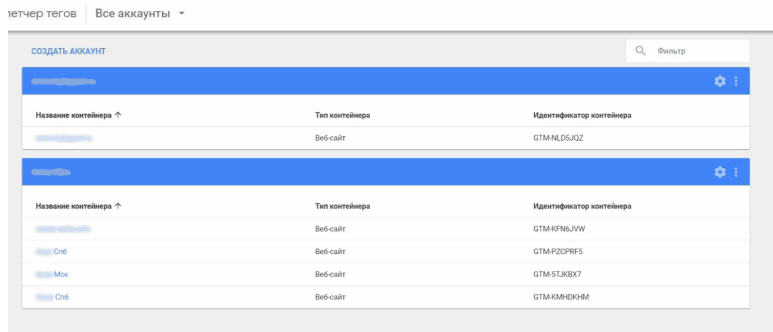 петчер тегов Все аккаунты
СОЗДАТЬ АККАУНТ Фильтр
Название контейнера ↑ Тип контейнера Идентификатор контейнера
Веб-сайт GTM-NLD5JQZ
Название контейнера ↑ Тип контейнера Идентификатор контейнера
Веб-сайт GTM-KFN6JVW
Спб Веб-сайт GTM-PZCPRF5
Мск Веб-сайт GTM-5TJKBX7
Спб Веб-сайт GTM-KMHDKHM